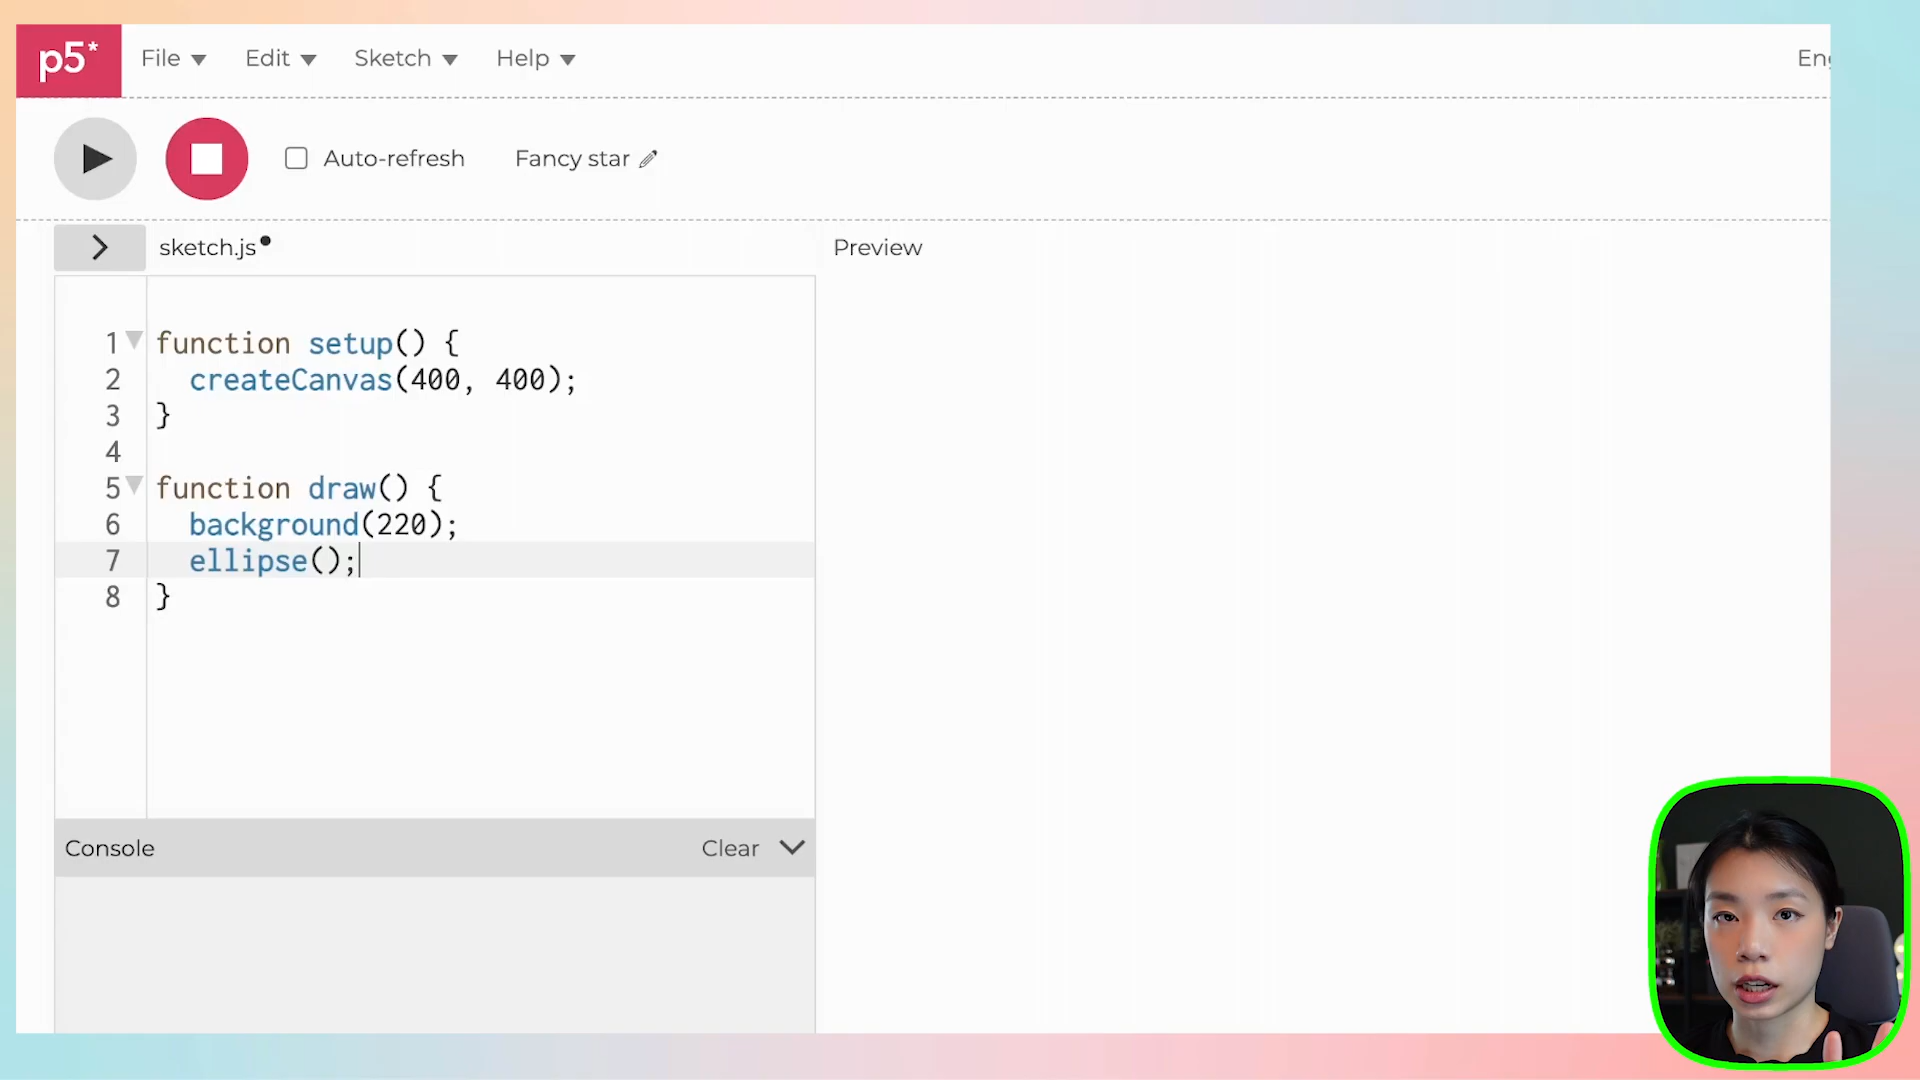 p5*
File
Edit
Sketch
Help
Auto-refresh
Fancy star
sketch.js
Preview
1 function setup() {
2 createCanvas(400, 400);
3 }
4
5 function draw() {
6 background(220);
7 ellipse();
8 }
Console
Clear